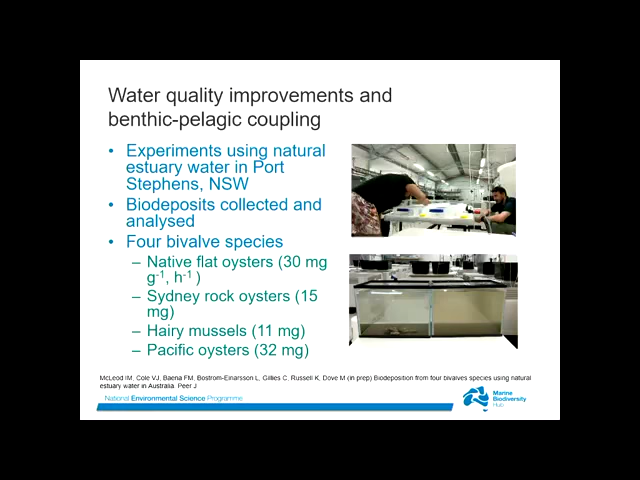 Water quality improvements and
benthic-pelagic coupling
• Experiments using natural
estuary water in Port
Stephens, NSW
• Biodeposits collected and
analysed
• Four bivalve species
– Native flat oysters (30 mg
g-1, h-1 )
– Sydney rock oysters (15
mg)
– Hairy mussels (11 mg)
– Pacific oysters (32 mg)
McLeod IM, Cole VJ, Baena FM, Bostrom-Einarsson L, Gillies C, Russell K, Dove M (in prep) Biodeposition from four bivalves species using natural
estuary water in Australia. Peer J
National Environmental Science Programme
Marine
Biodiversity
Hub